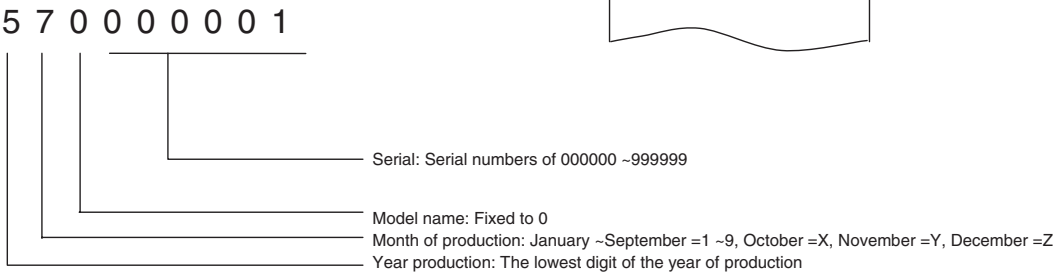 5 7 0 0 0 0 0 0 1
Serial: Serial numbers of 000000 ~999999
Model name: Fixed to 0
Month of production: January ~September =1 ~9, October =X, November =Y, December =Z
Year production: The lowest digit of the year of production